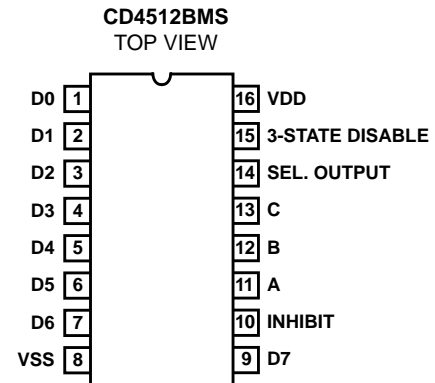 CD4512BMS
TOP VIEW
D0 1 16 VDD
D1 2 15 3-STATE DISABLE
D2 3 14 SEL. OUTPUT
D3 4 13 C
D4 5 12 B
D5 6 11 A
D6 7 10 INHIBIT
VSS 8 9 D7